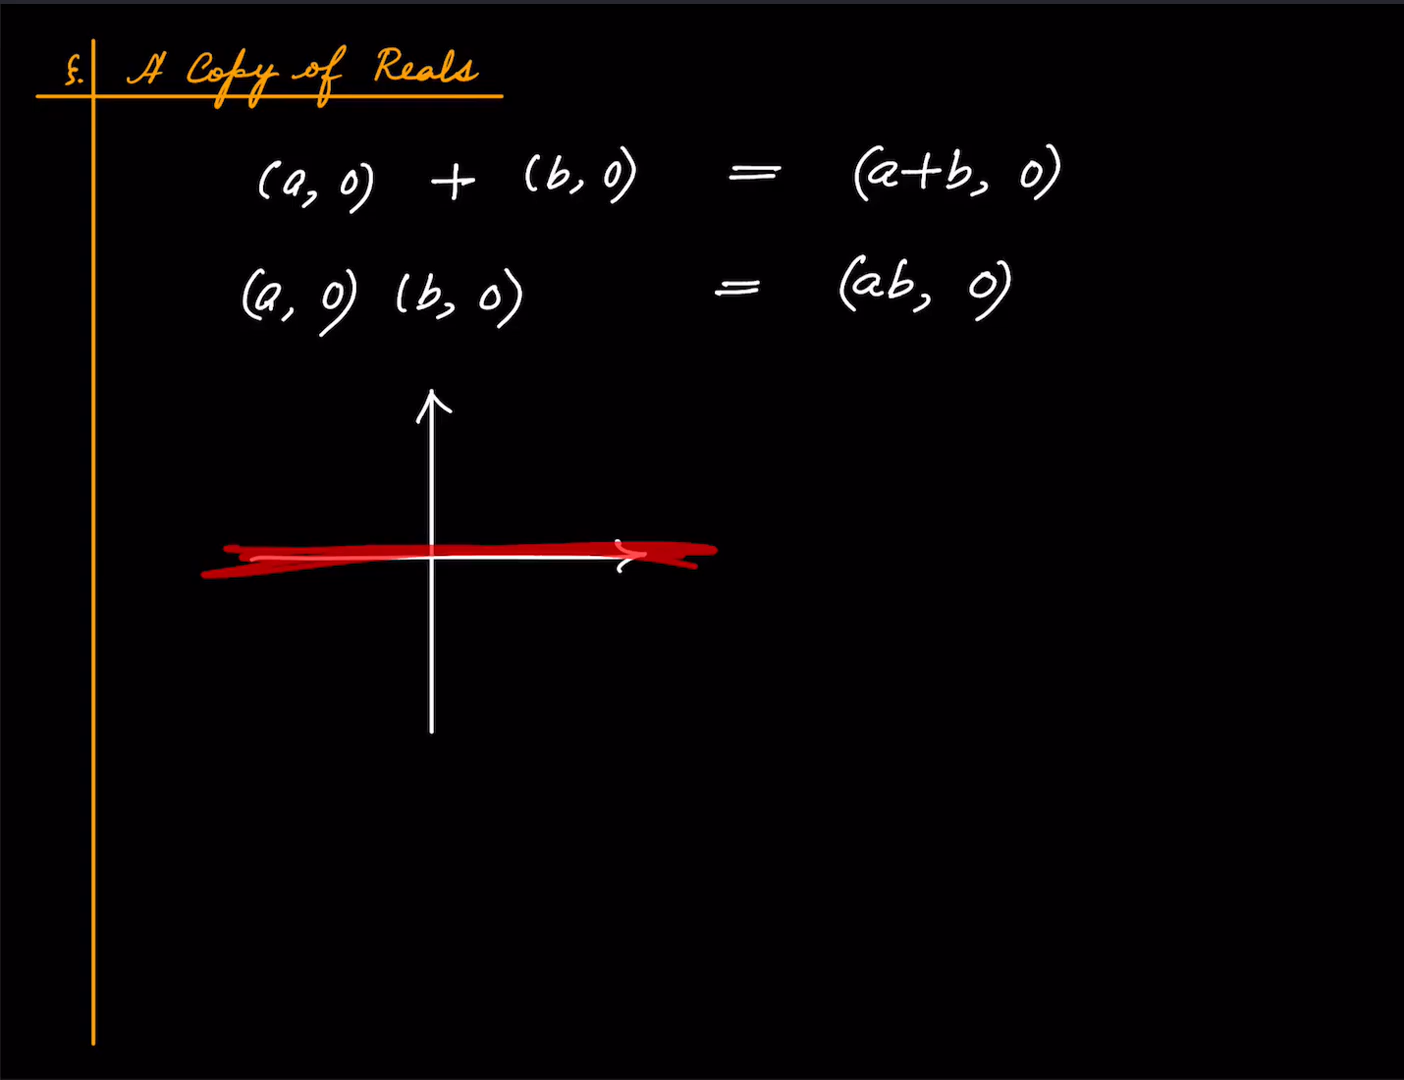 §. A Copy of Reals
(a, 0) + (b, 0) = (a+b, 0)
(a, 0) (b, 0) = (ab, 0)